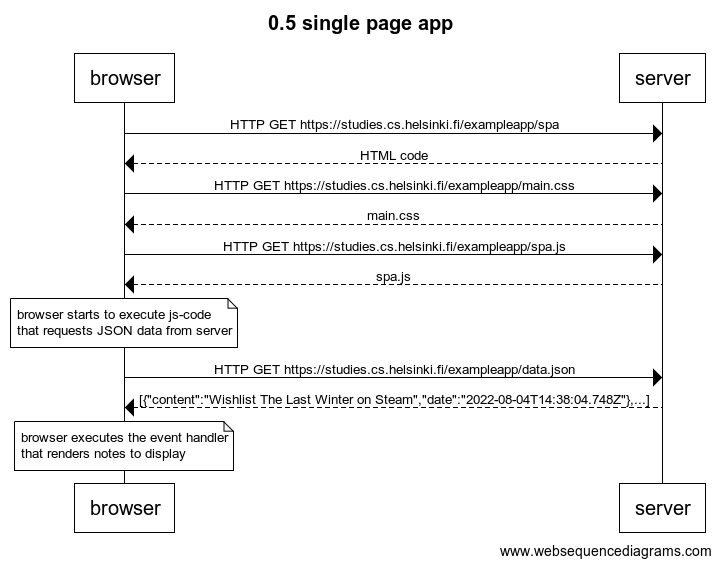 0.5 single page app
browser
server
HTTP GET https://studies.cs.helsinki.fi/exampleapp/spa
HTML code
HTTP GET https://studies.cs.helsinki.fi/exampleapp/main.css
main.css
HTTP GET https://studies.cs.helsinki.fi/exampleapp/spa.js
spa.js
browser starts to execute js-code
that requests JSON data from server
HTTP GET https://studies.cs.helsinki.fi/exampleapp/data.json
[{"content":"Wishlist The Last Winter on Steam","date":"2022-08-04T14:38:04.748Z"},...]
browser executes the event handler
that renders notes to display
browser
server
www.websequencediagrams.com